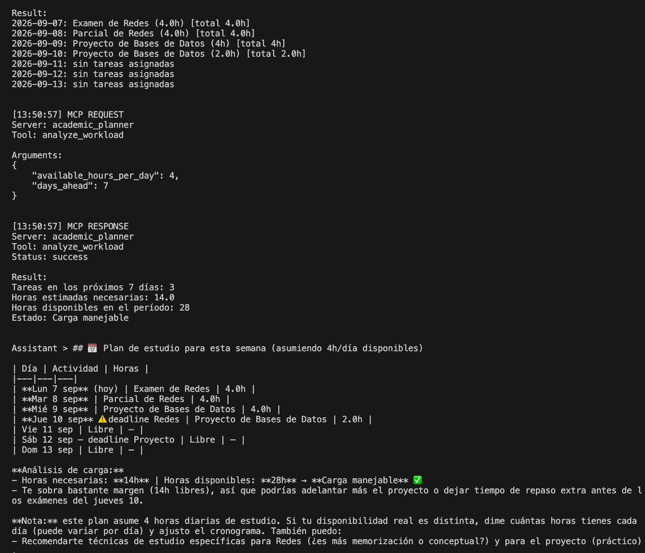 Result:
2026-09-07: Examen de Redes (4.0h) [total 4.0h]
2026-09-08: Parcial de Redes (4.0h) [total 4.0h]
2026-09-09: Proyecto de Bases de Datos (4h) [total 4h]
2026-09-10: Proyecto de Bases de Datos (2.0h) [total 2.0h]
2026-09-11: sin tareas asignadas
2026-09-12: sin tareas asignadas
2026-09-13: sin tareas asignadas
[13:50:57] MCP REQUEST
Server: academic_planner
Tool: analyze_workload
Arguments:
{
    "available_hours_per_day": 4,
    "days_ahead": 7
}
[13:50:57] MCP RESPONSE
Server: academic_planner
Tool: analyze_workload
Status: success
Result:
Tareas en los próximos 7 días: 3
Horas estimadas necesarias: 14.0
Horas disponibles en el período: 28
Estado: Carga manejable
Assistant > ## 📅 Plan de estudio para esta semana (asumiendo 4h/día disponibles)
| Día | Actividad | Horas |
|---|---|---|
| **Lun 7 sep** (hoy) | Examen de Redes | 4.0h |
| **Mar 8 sep** | Parcial de Redes | 4.0h |
| **Mié 9 sep** | Proyecto de Bases de Datos | 4.0h |
| **Jue 10 sep** ⚠️deadline Redes | Proyecto de Bases de Datos | 2.0h |
| Vie 11 sep | Libre | — |
| Sáb 12 sep — deadline Proyecto | Libre | — |
| Dom 13 sep | Libre | — |
**Análisis de carga:**
- Horas necesarias: **14h** | Horas disponibles: **28h** → **Carga manejable** ✅
- Te sobra bastante margen (14h libres), así que podrías adelantar más el proyecto o dejar tiempo de repaso extra antes de l
os exámenes del jueves 10.
**Nota:** este plan asume 4 horas diarias de estudio. Si tu disponibilidad real es distinta, dime cuántas horas tienes cada
día (puede variar por día) y ajusto el cronograma. También puedo:
- Recomendarte técnicas de estudio específicas para Redes (¿es más memorización o conceptual?) y para el proyecto (práctico)